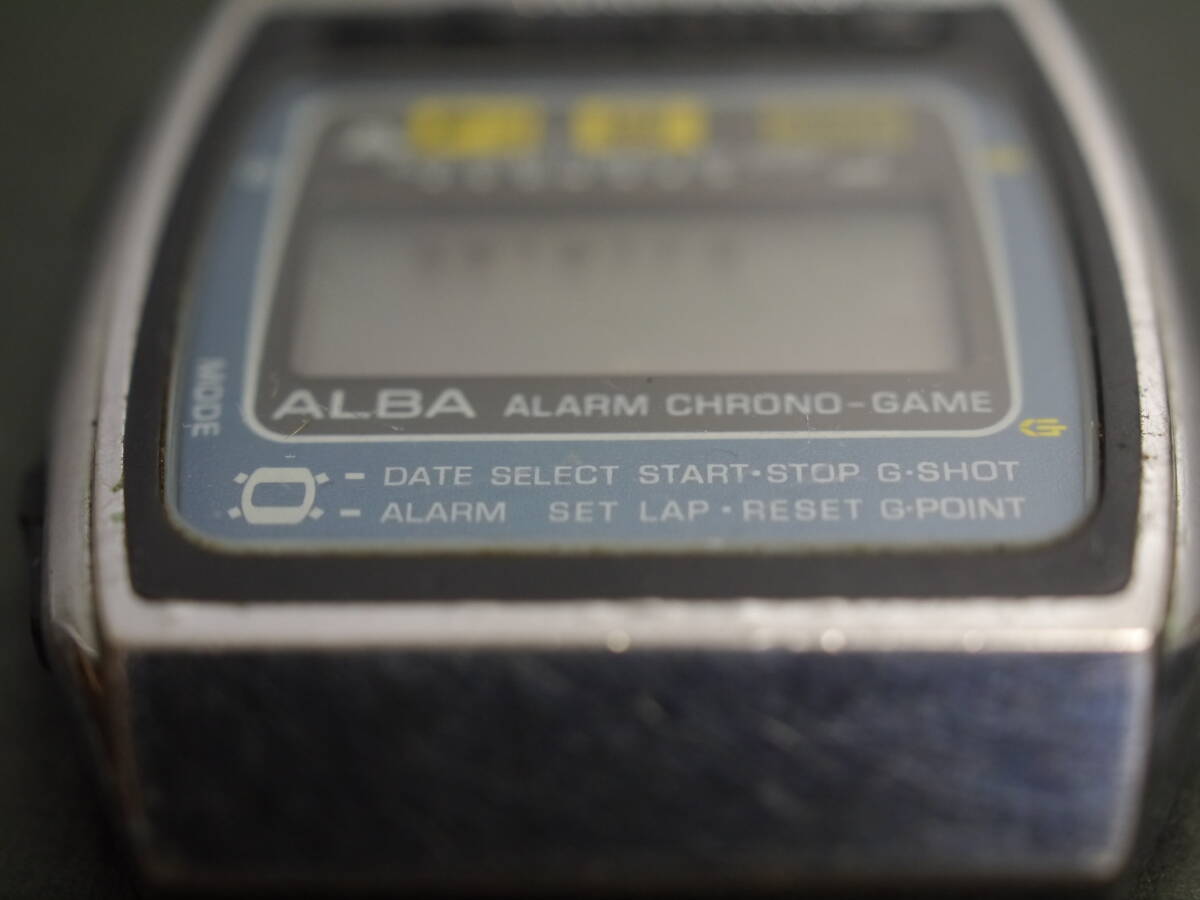 ALBA ALARM CHRONO-GAME
MODE
DATE SELECT START·STOP G·SHOT
ALARM SET LAP·RESET G·POINT